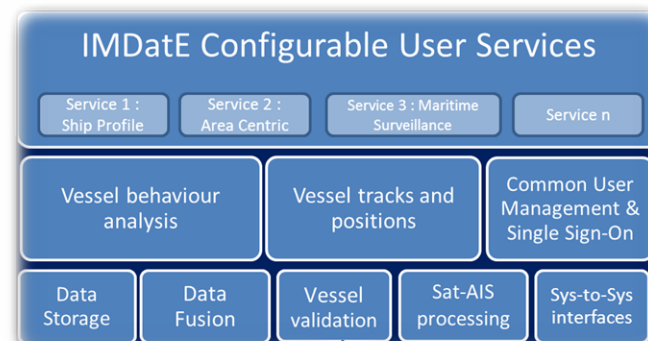 IMDatE Configurable User Services
Service 1 :
Ship Profile
Service 2 :
Area Centric
Service 3 : Maritime
Surveillance
Service n
Vessel behaviour
analysis
Vessel tracks and
positions
Common User
Management &
Single Sign-On
Data
Storage
Data
Fusion
Vessel
validation
Sat-AIS
processing
Sys-to-Sys
interfaces